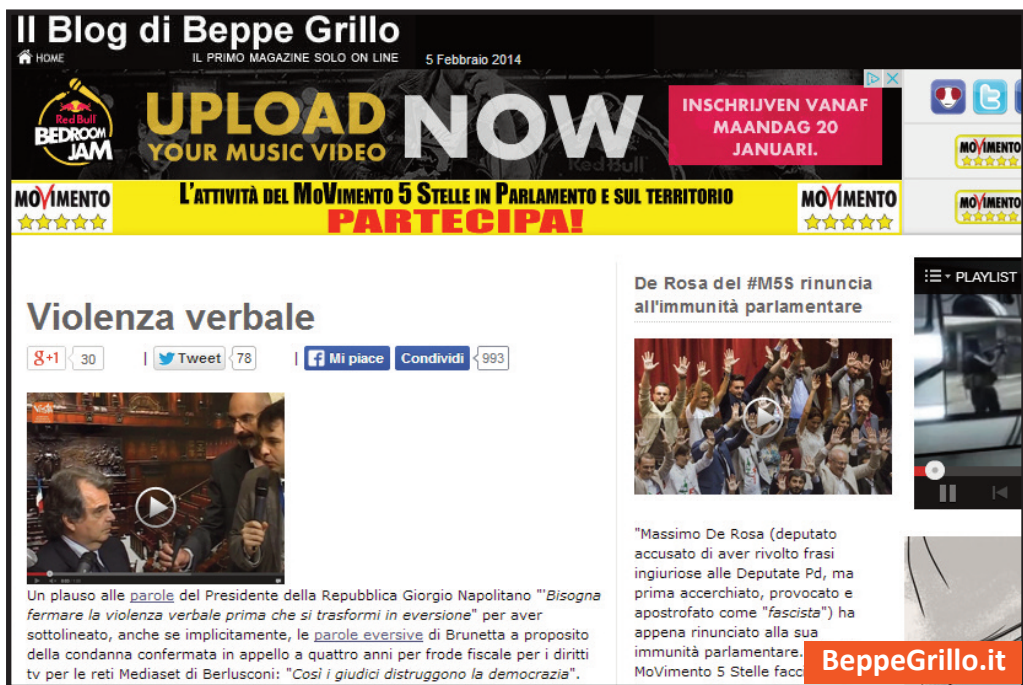 Il Blog di Beppe Grillo
HOME
IL PRIMO MAGAZINE SOLO ON LINE
5 Febbraio 2014
Red Bull
BEDROOM
JAM
UPLOAD
YOUR MUSIC VIDEO
NOW
Red Bull
INSCHRIJVEN VANAF
MAANDAG 20
JANUARI.
MOVIMENTO
L'ATTIVITÀ DEL MOVIMENTO 5 STELLE IN PARLAMENTO E SUL TERRITORIO
PARTECIPA!
MOVIMENTO
MOVIMENTO
MOVIMENTO
Violenza verbale
g+1 30 | Tweet 78 | Mi piace Condividi 993
Un plauso alle parole del Presidente della Repubblica Giorgio Napolitano "'Bisogna
fermare la violenza verbale prima che si trasformi in eversione" per aver
sottolineato, anche se implicitamente, le parole eversive di Brunetta a proposito
della condanna confermata in appello a quattro anni per frode fiscale per i diritti
tv per le reti Mediaset di Berlusconi: "Così i giudici distruggono la democrazia".
De Rosa del #M5S rinuncia
all'immunità parlamentare
"Massimo De Rosa (deputato
accusato di aver rivolto frasi
ingiuriose alle Deputate Pd, ma
prima accerchiato, provocato e
apostrofato come "fascista") ha
appena rinunciato alla sua
immunità parlamentare.
MoVimento 5 Stelle facci
PLAYLIST
BeppeGrillo.it